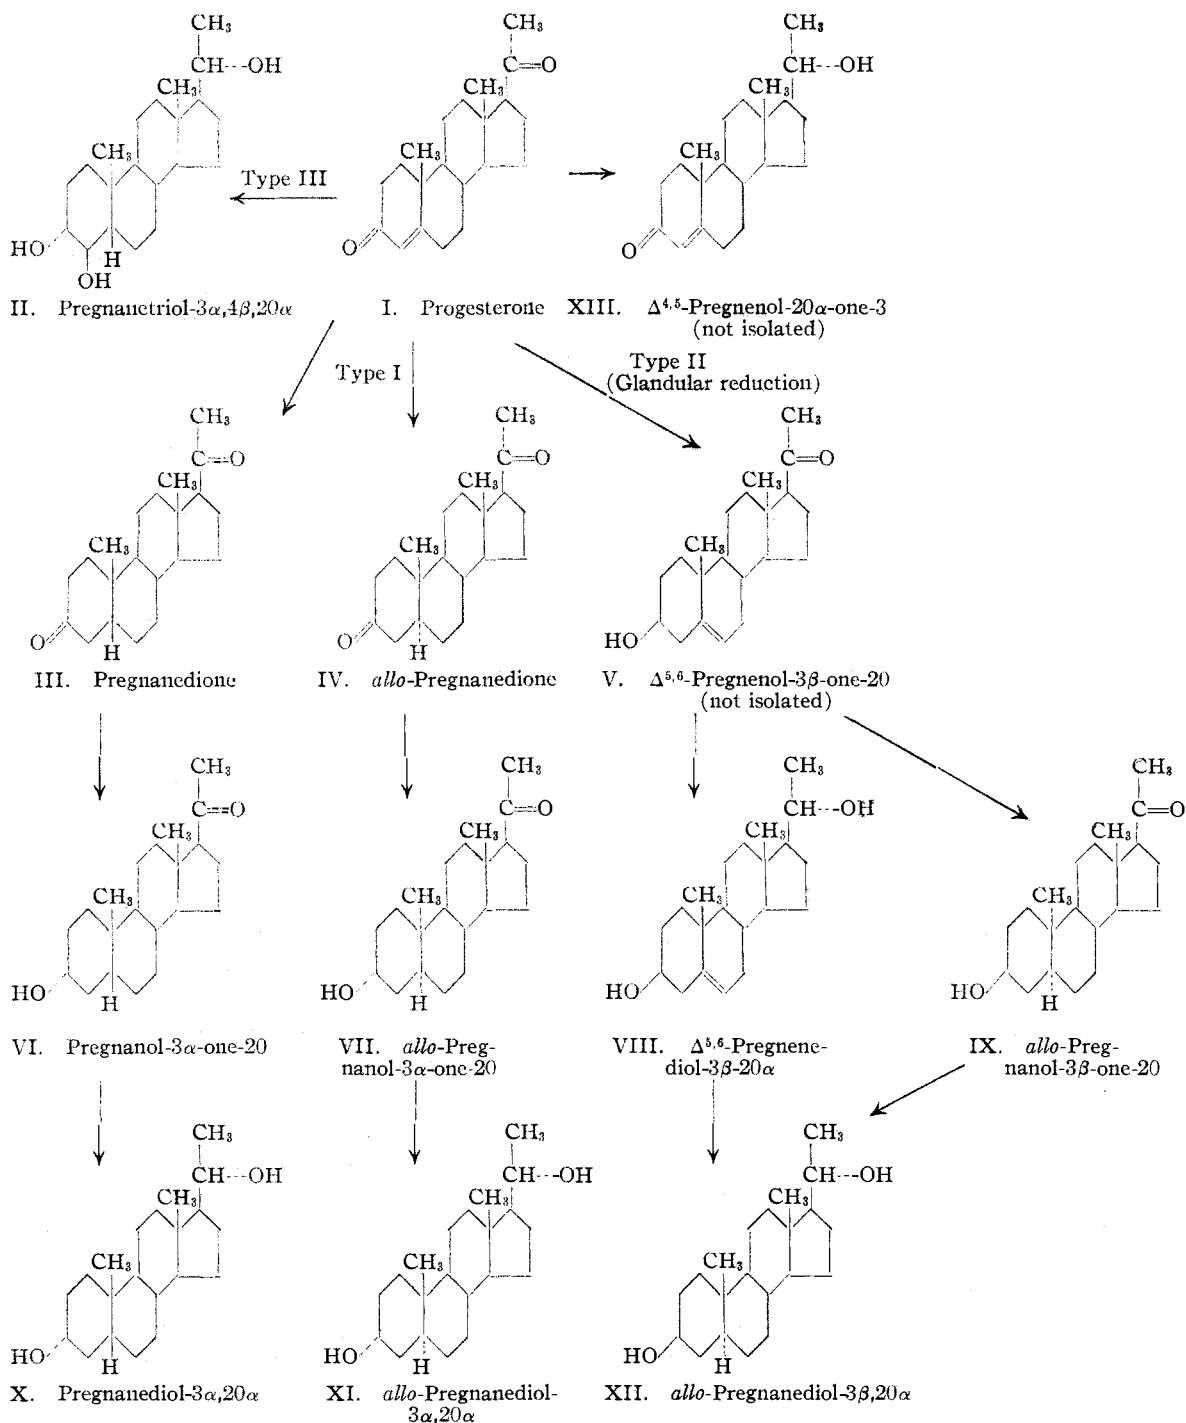 CH₃
CH₃
CH₃
CH---OH
C=O
CH---OH
CH₃
CH₃
CH₃
CH₃
CH₃
CH₃
Type III
HO
O
O
H
OH
II. Pregnanetriol-3α,4β,20α
I. Progesterone
XIII. Δ⁴,⁵-Pregnenol-20α-one-3
(not isolated)
Type I
Type II
(Glandular reduction)
CH₃
CH₃
CH₃
C=O
C=O
C=O
CH₃
CH₃
CH₃
CH₃
CH₃
CH₃
O
O
HO
H
H
III. Pregnanedione
IV. allo-Pregnanedione
V. Δ⁵,⁶-Pregnenol-3β-one-20
(not isolated)
CH₃
CH₃
CH₃
CH₃
C=O
C=O
CH---OH
C=O
CH₃
CH₃
CH₃
CH₃
CH₃
CH₃
CH₃
CH₃
HO
HO
HO
HO
H
H
H
VI. Pregnanol-3α-one-20
VII. allo-Preg-
nanol-3α-one-20
VIII. Δ⁵,⁶-Pregnene-
diol-3β-20α
IX. allo-Preg-
nanol-3β-one-20
CH₃
CH₃
CH₃
CH---OH
CH---OH
CH---OH
CH₃
CH₃
CH₃
CH₃
CH₃
CH₃
HO
HO
HO
H
H
H
X. Pregnanediol-3α,20α
XI. allo-Pregnanediol-
3α,20α
XII. allo-Pregnanediol-3β,20α